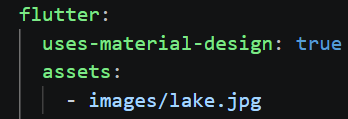 flutter:
  uses-material-design: true
  assets:
    - images/lake.jpg